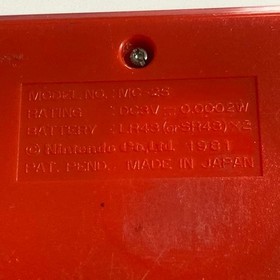 MODEL NO. : MG-25
RATING : DC3V ⎓ 0.0002W
BATTERY : LR43(orSR43)X2
© Nintendo Co.,Ltd. 1981
PAT. PEND. MADE IN JAPAN